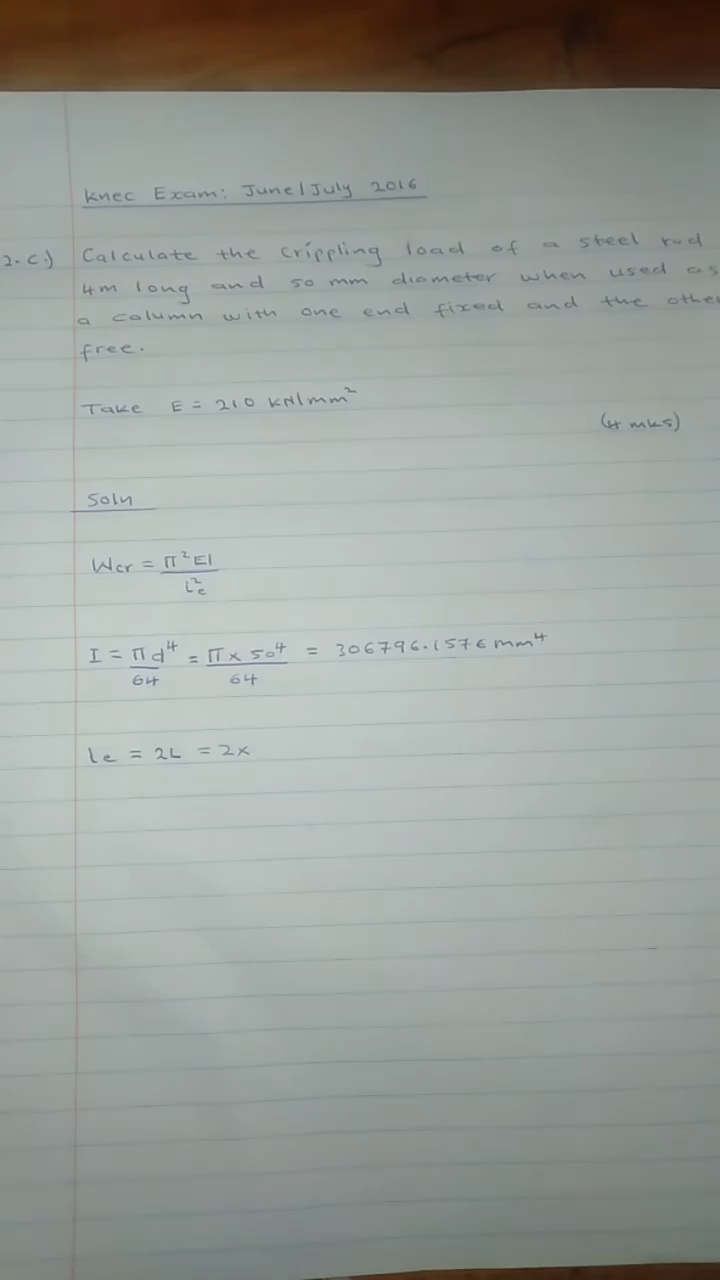 Knec Exam: June/July 2016
2.c.) Calculate the crippling load of a steel rod
4m long and 50 mm diameter when used as
a column with one end fixed and the other
free.
Take E = 210 kN/mm²
(4 mks)
Soln
Wcr = π²EI / Le²
I = πd⁴/64 = π x 50⁴/64 = 306796.1576 mm⁴
Le = 2L = 2x